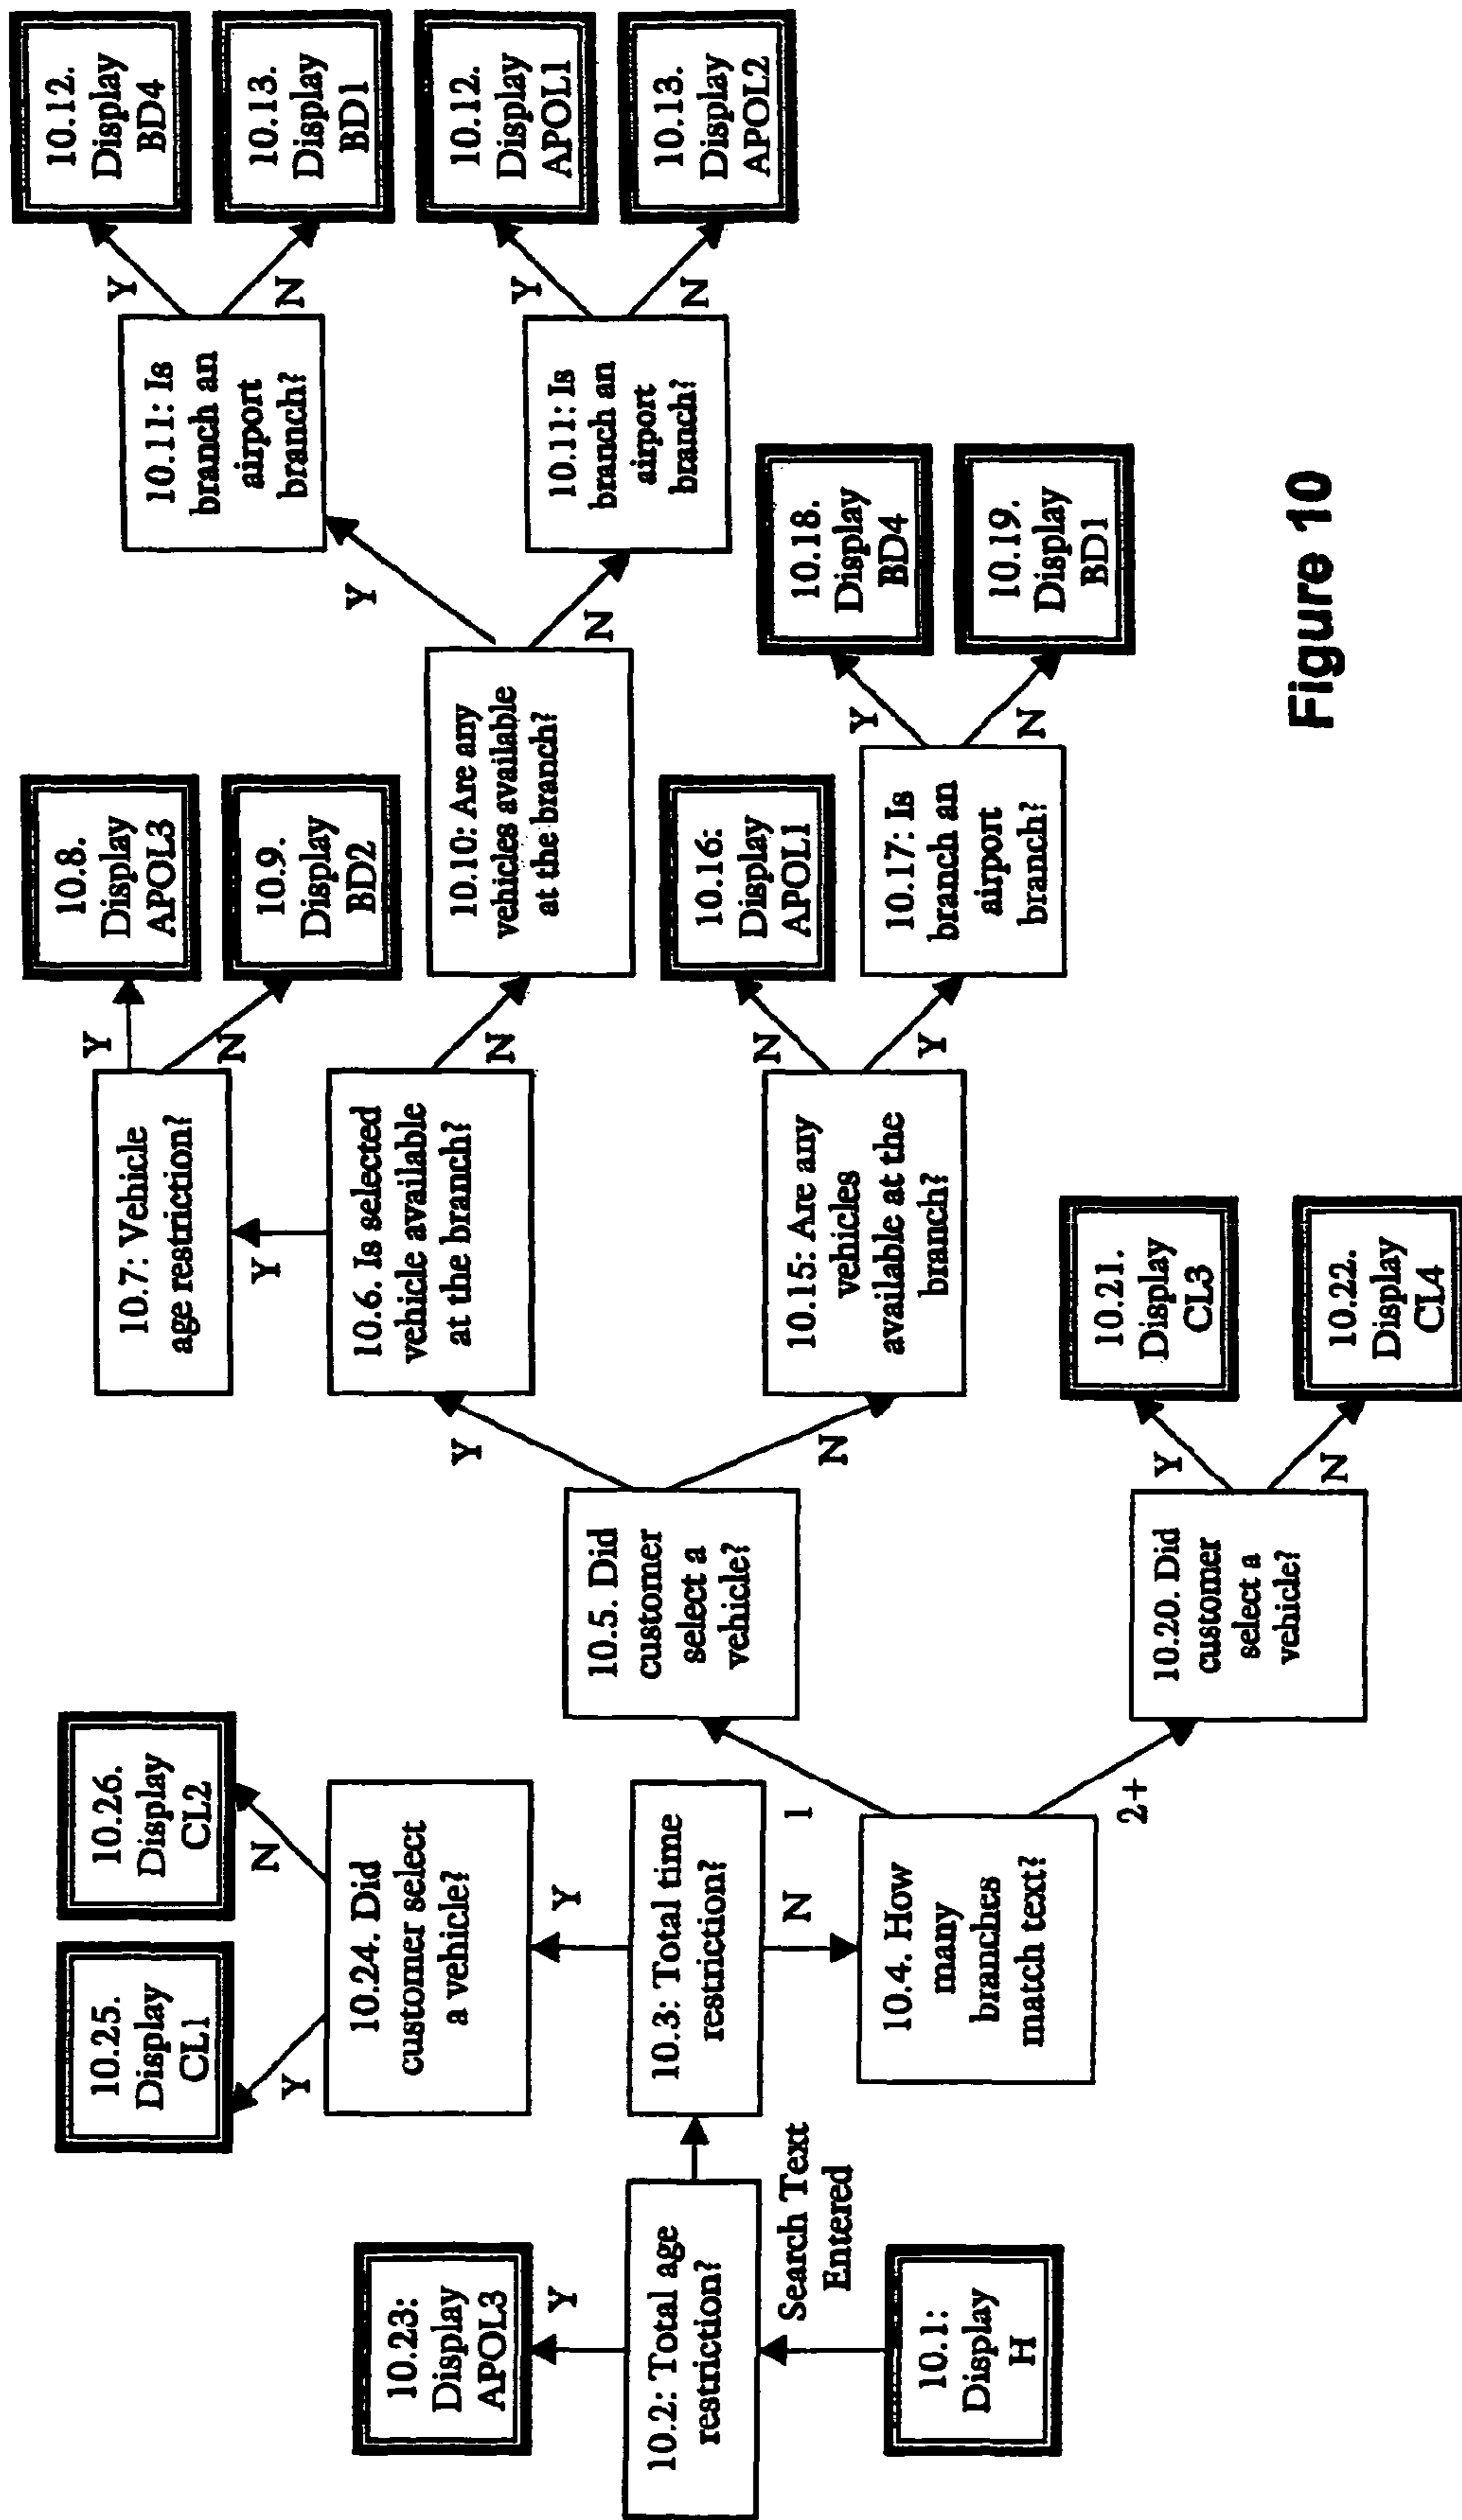 10.25.
Display
CL1
10.26.
Display
CL2
10.7: Vehicle
age restriction?
10.8.
Display
APOL3
10.9.
Display
BD2
10.12.
Display
BD4
10.13.
Display
BD1
10.11: Is
branch an
airport
branch?
Y
N
Y
N
Y
N
10.23:
Display
APOL3
10.24. Did
customer select
a vehicle?
Y
N
10.6. Is selected
vehicle available
at the branch?
Y
N
10.10: Are any
vehicles available
at the branch?
10.11: Is
branch an
airport
branch?
Y
N
10.12.
Display
APOL1
10.13.
Display
APOL2
10.2: Total age
restriction?
Y
10.3: Total time
restriction?
Y
N
10.5. Did
customer
select a
vehicle?
Y
N
10.15: Are any
vehicles
available at the
branch?
N
Y
10.16:
Display
APOL1
10.17: Is
branch an
airport
branch?
Y
N
10.18.
Display
BD4
10.19.
Display
BD1
Search Text
Entered
10.1:
Display
H
10.4. How
many
branches
match text?
1
2+
10.20. Did
customer
select a
vehicle?
Y
N
10.21.
Display
CL3
10.22.
Display
CL4
Figure 10